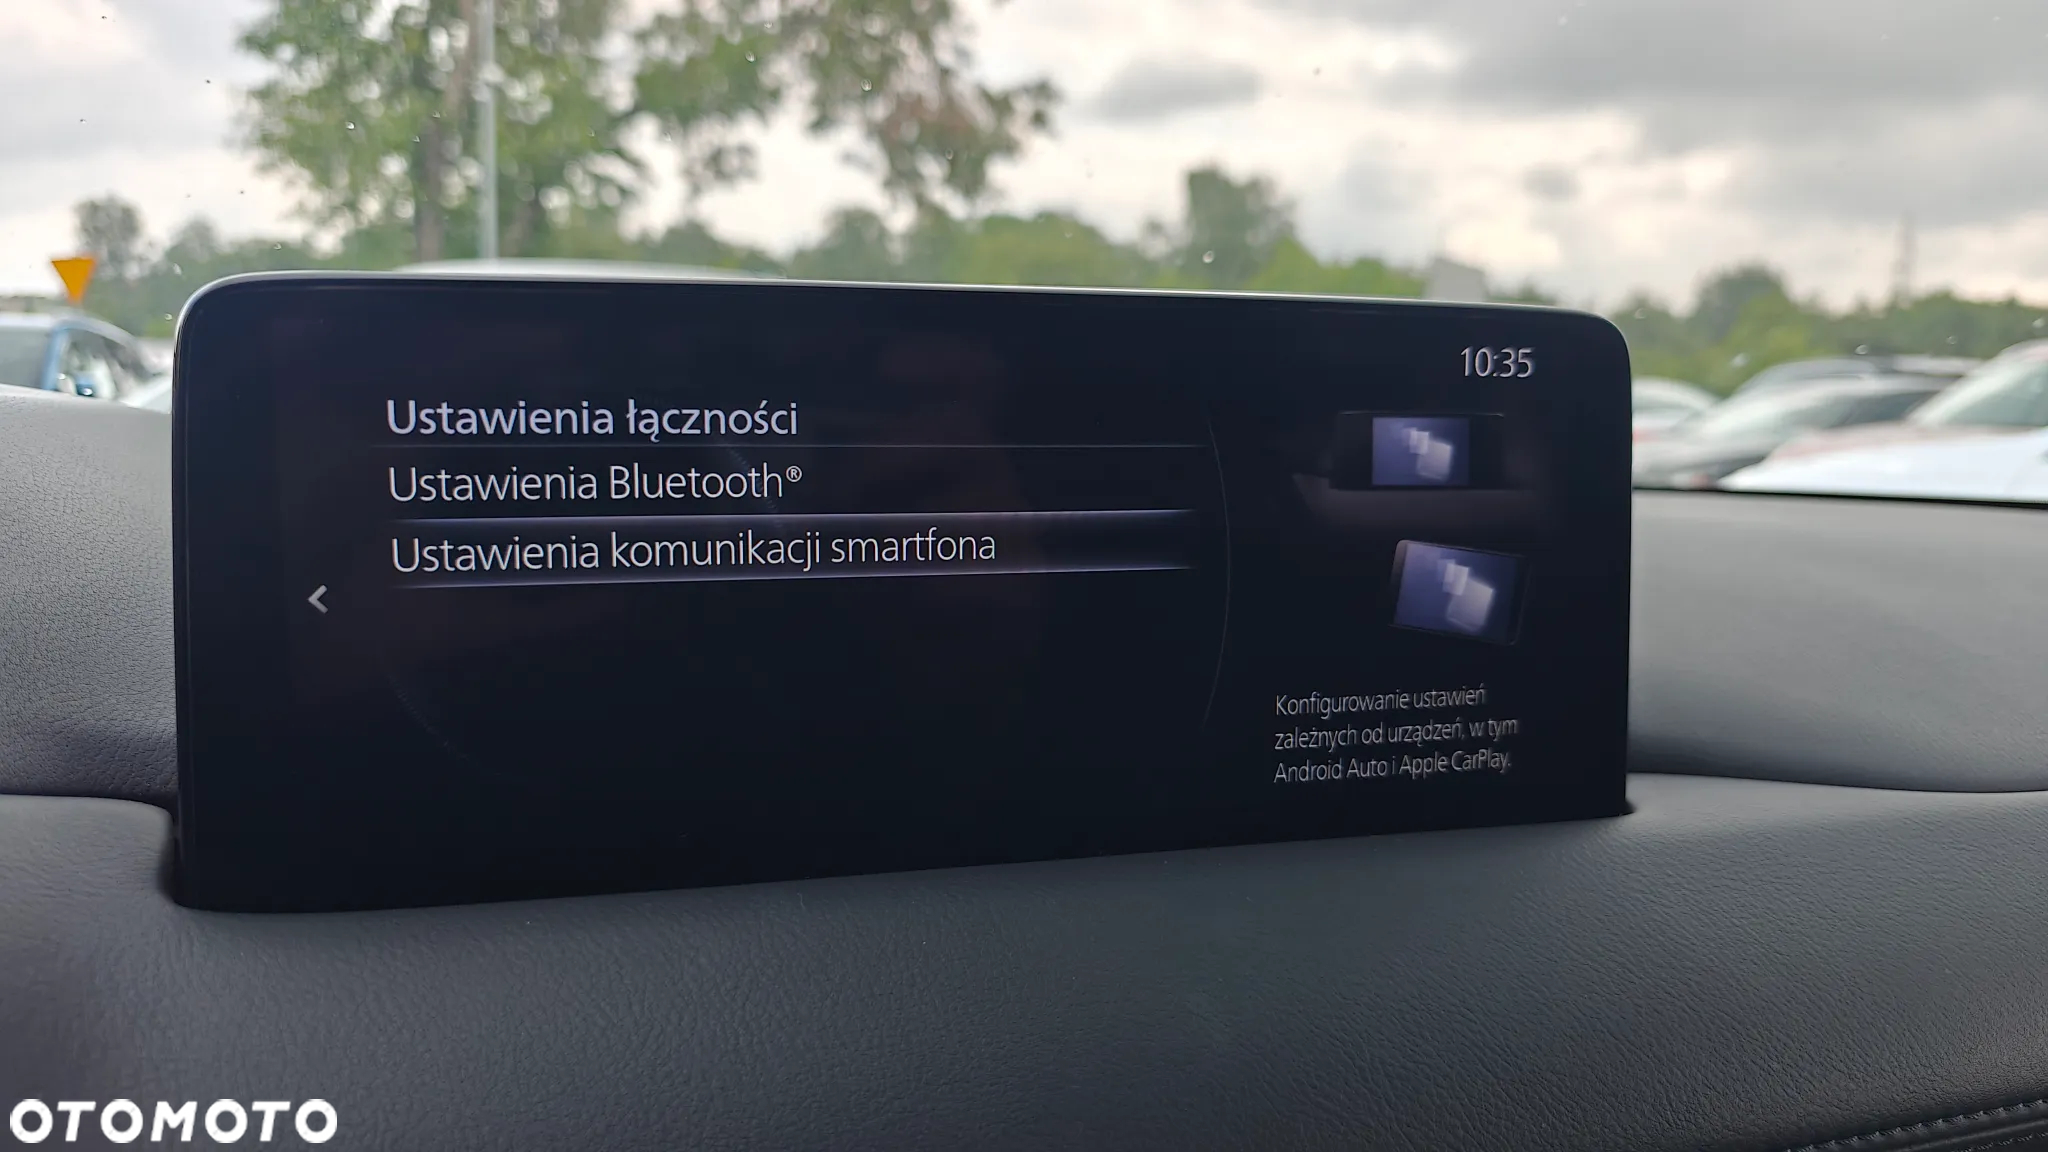 10:35
Ustawienia łączności
Ustawienia Bluetooth®
Ustawienia komunikacji smartfona
Konfigurowanie ustawień
zależnych od urządzeń, w tym
Android Auto i Apple CarPlay.
OTOMOTO